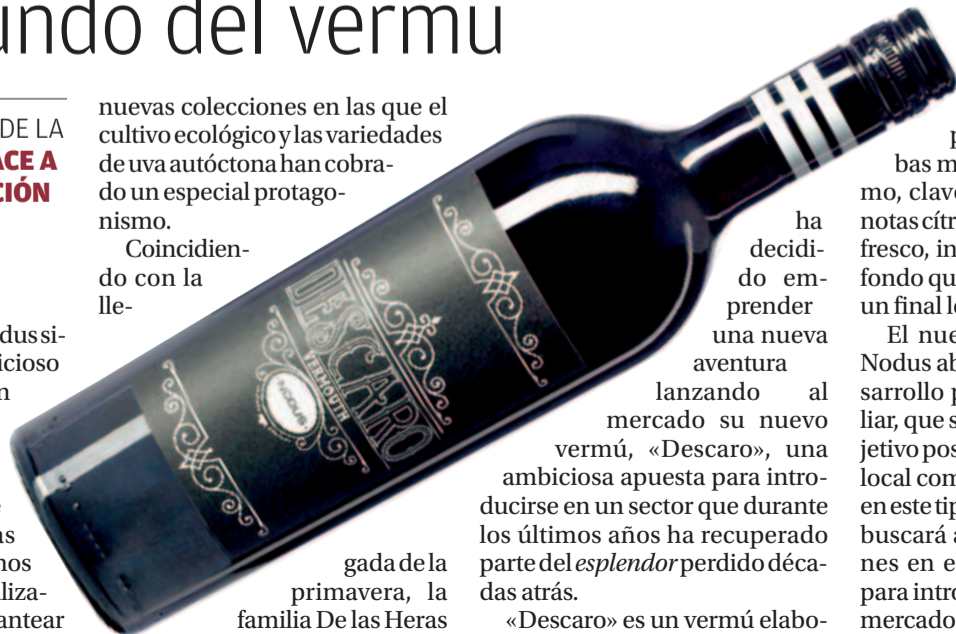 undo del vermu
DE LA
ACE A
CIÓN
dus si-
icioso
n
as
nos
liza-
antear
nuevas colecciones en las que el
cultivo ecológico y las variedades
de uva autóctona han cobra-
do un especial protago-
nismo.
Coincidien-
do con la
lle-
gada de la
primavera, la
familia De las Heras
DESCARO
VERMOUTH
NODUS
ha
decidi-
do em-
prender
una nueva
aventura
lanzando al
mercado su nuevo
vermú, «Descaro», una
ambiciosa apuesta para intro-
ducirse en un sector que durante
los últimos años ha recuperado
parte del esplendor perdido déca-
das atrás.
«Descaro» es un vermú elabo-
p
bas m
mo, clav
notas cítr
fresco, in
fondo qu
un final l
El nue
Nodus ab
sarrollo p
liar, que s
jetivo pos
local com
en este tip
buscará a
nes en e
para intro
mercado